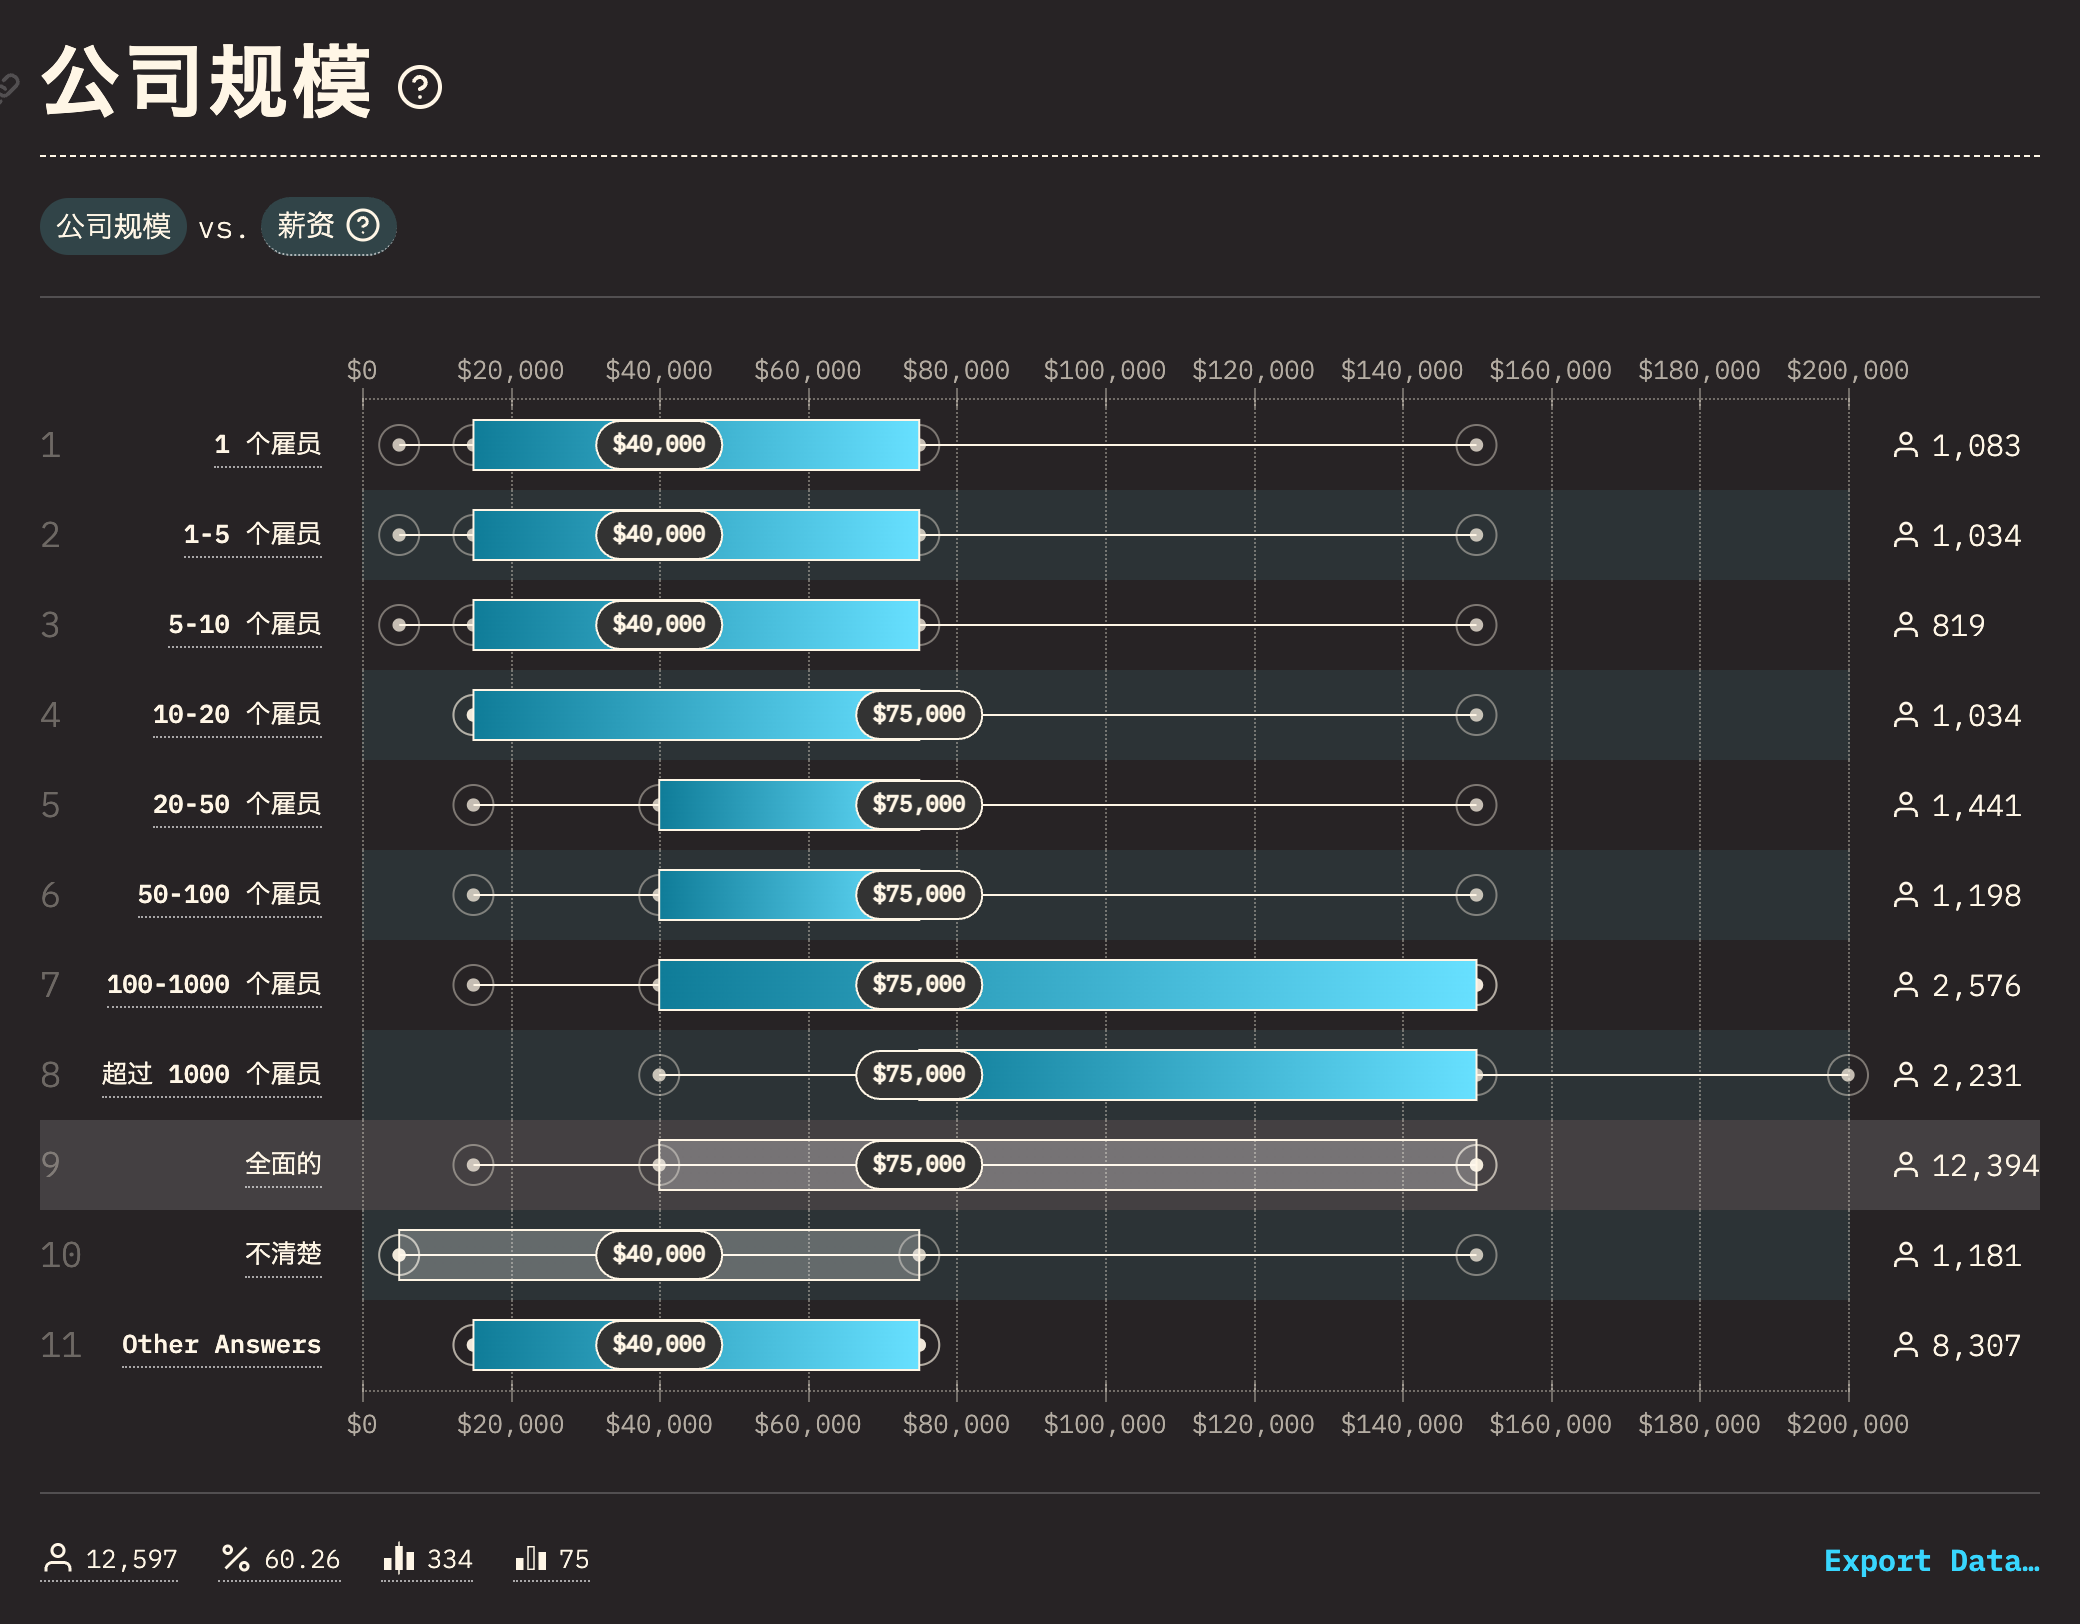 公司规模
公司规模 vs. 薪资
$0 $20,000 $40,000 $60,000 $80,000 $100,000 $120,000 $140,000 $160,000 $180,000 $200,000
1 1 个雇员 $40,000 1,083
2 1-5 个雇员 $40,000 1,034
3 5-10 个雇员 $40,000 819
4 10-20 个雇员 $75,000 1,034
5 20-50 个雇员 $75,000 1,441
6 50-100 个雇员 $75,000 1,198
7 100-1000 个雇员 $75,000 2,576
8 超过 1000 个雇员 $75,000 2,231
9 全面的 $75,000 12,394
10 不清楚 $40,000 1,181
11 Other Answers $40,000 8,307
$0 $20,000 $40,000 $60,000 $80,000 $100,000 $120,000 $140,000 $160,000 $180,000 $200,000
12,597 % 60.26 334 75 Export Data…